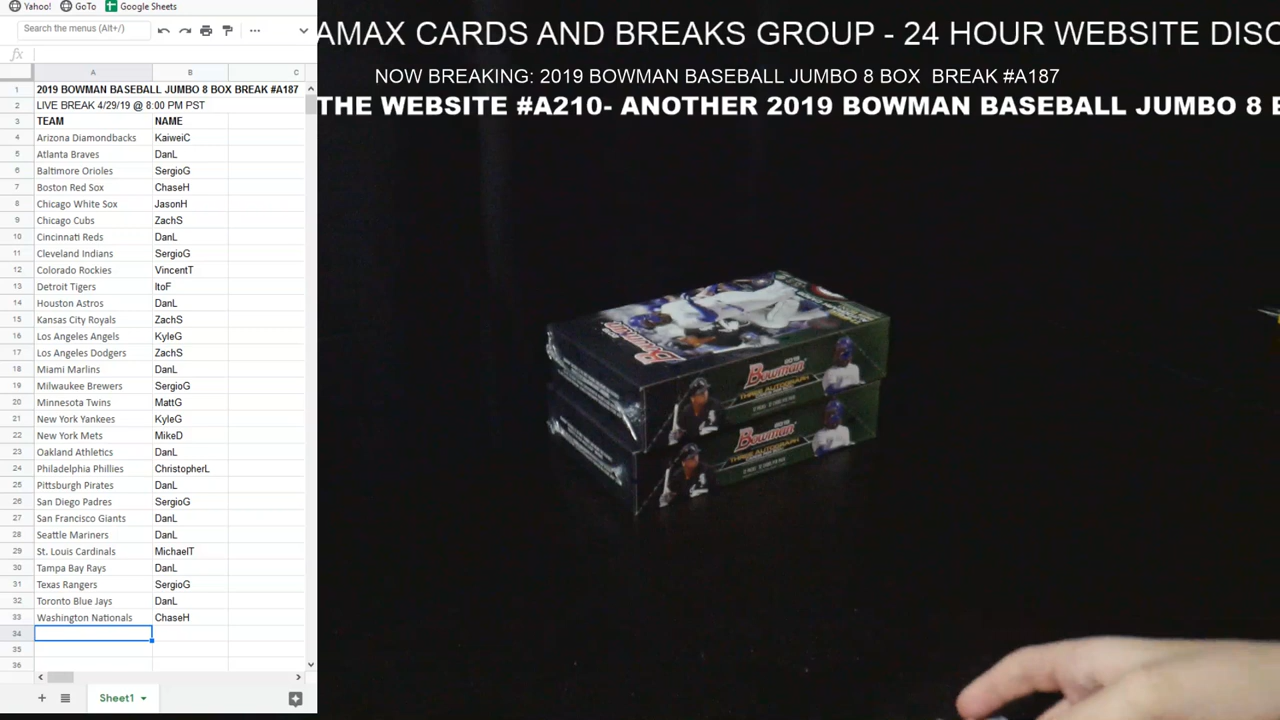 Yahoo! GoTo Google Sheets
Search the menus (Alt+/)
fx
A B C
1 2019 BOWMAN BASEBALL JUMBO 8 BOX BREAK #A187
2 LIVE BREAK 4/29/19 @ 8:00 PM PST
3 TEAM NAME
4 Arizona Diamondbacks KaiweiC
5 Atlanta Braves DanL
6 Baltimore Orioles SergioG
7 Boston Red Sox ChaseH
8 Chicago White Sox JasonH
9 Chicago Cubs ZachS
10 Cincinnati Reds DanL
11 Cleveland Indians SergioG
12 Colorado Rockies VincentT
13 Detroit Tigers ItoF
14 Houston Astros DanL
15 Kansas City Royals ZachS
16 Los Angeles Angels KyleG
17 Los Angeles Dodgers ZachS
18 Miami Marlins DanL
19 Milwaukee Brewers SergioG
20 Minnesota Twins MattG
21 New York Yankees KyleG
22 New York Mets MikeD
23 Oakland Athletics DanL
24 Philadelphia Phillies ChristopherL
25 Pittsburgh Pirates DanL
26 San Diego Padres SergioG
27 San Francisco Giants DanL
28 Seattle Mariners DanL
29 St. Louis Cardinals MichaelT
30 Tampa Bay Rays DanL
31 Texas Rangers SergioG
32 Toronto Blue Jays DanL
33 Washington Nationals ChaseH
34
35
36
Sheet1
AMAX CARDS AND BREAKS GROUP - 24 HOUR WEBSITE DISC
NOW BREAKING: 2019 BOWMAN BASEBALL JUMBO 8 BOX BREAK #A187
THE WEBSITE #A210- ANOTHER 2019 BOWMAN BASEBALL JUMBO 8 B
Bowman
Bowman
THREE AUTOGRAPH
Bowman
THREE AUTOGRAPH